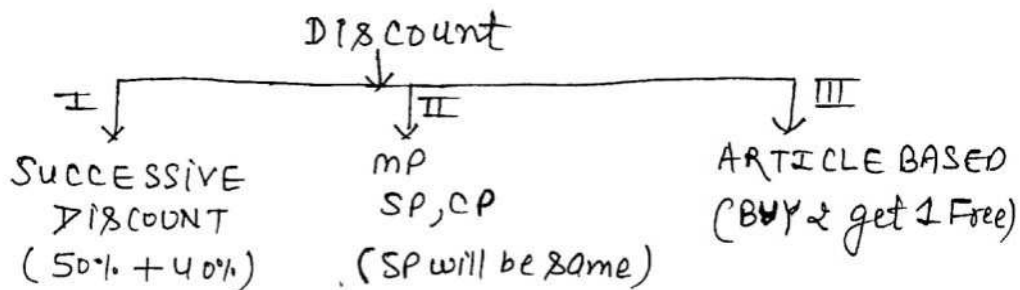 DISCOUNT
I
II
III
SUCCESSIVE
DISCOUNT
(50% + 40%)
MP
SP, CP
(SP will be same)
ARTICLE BASED
(BUY 2 get 1 Free)